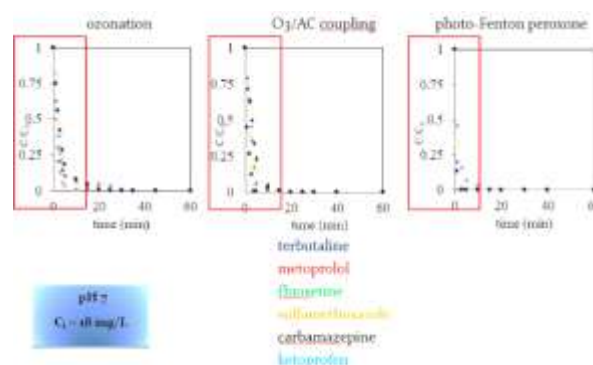 ozonation
O3/AC coupling
photo-Fenton peroxone
1
0.75
0.5
0.25
0
0
20
40
60
time (min)
1
0.75
0.5
0.25
0
0
20
40
60
time (min)
1
0.75
0.5
0.25
0
0
20
40
60
time (min)
terbutaline
metoprolol
fluoxetine
sulfamethoxazole
carbamazepine
ketoprofen
pH 7
mg/L